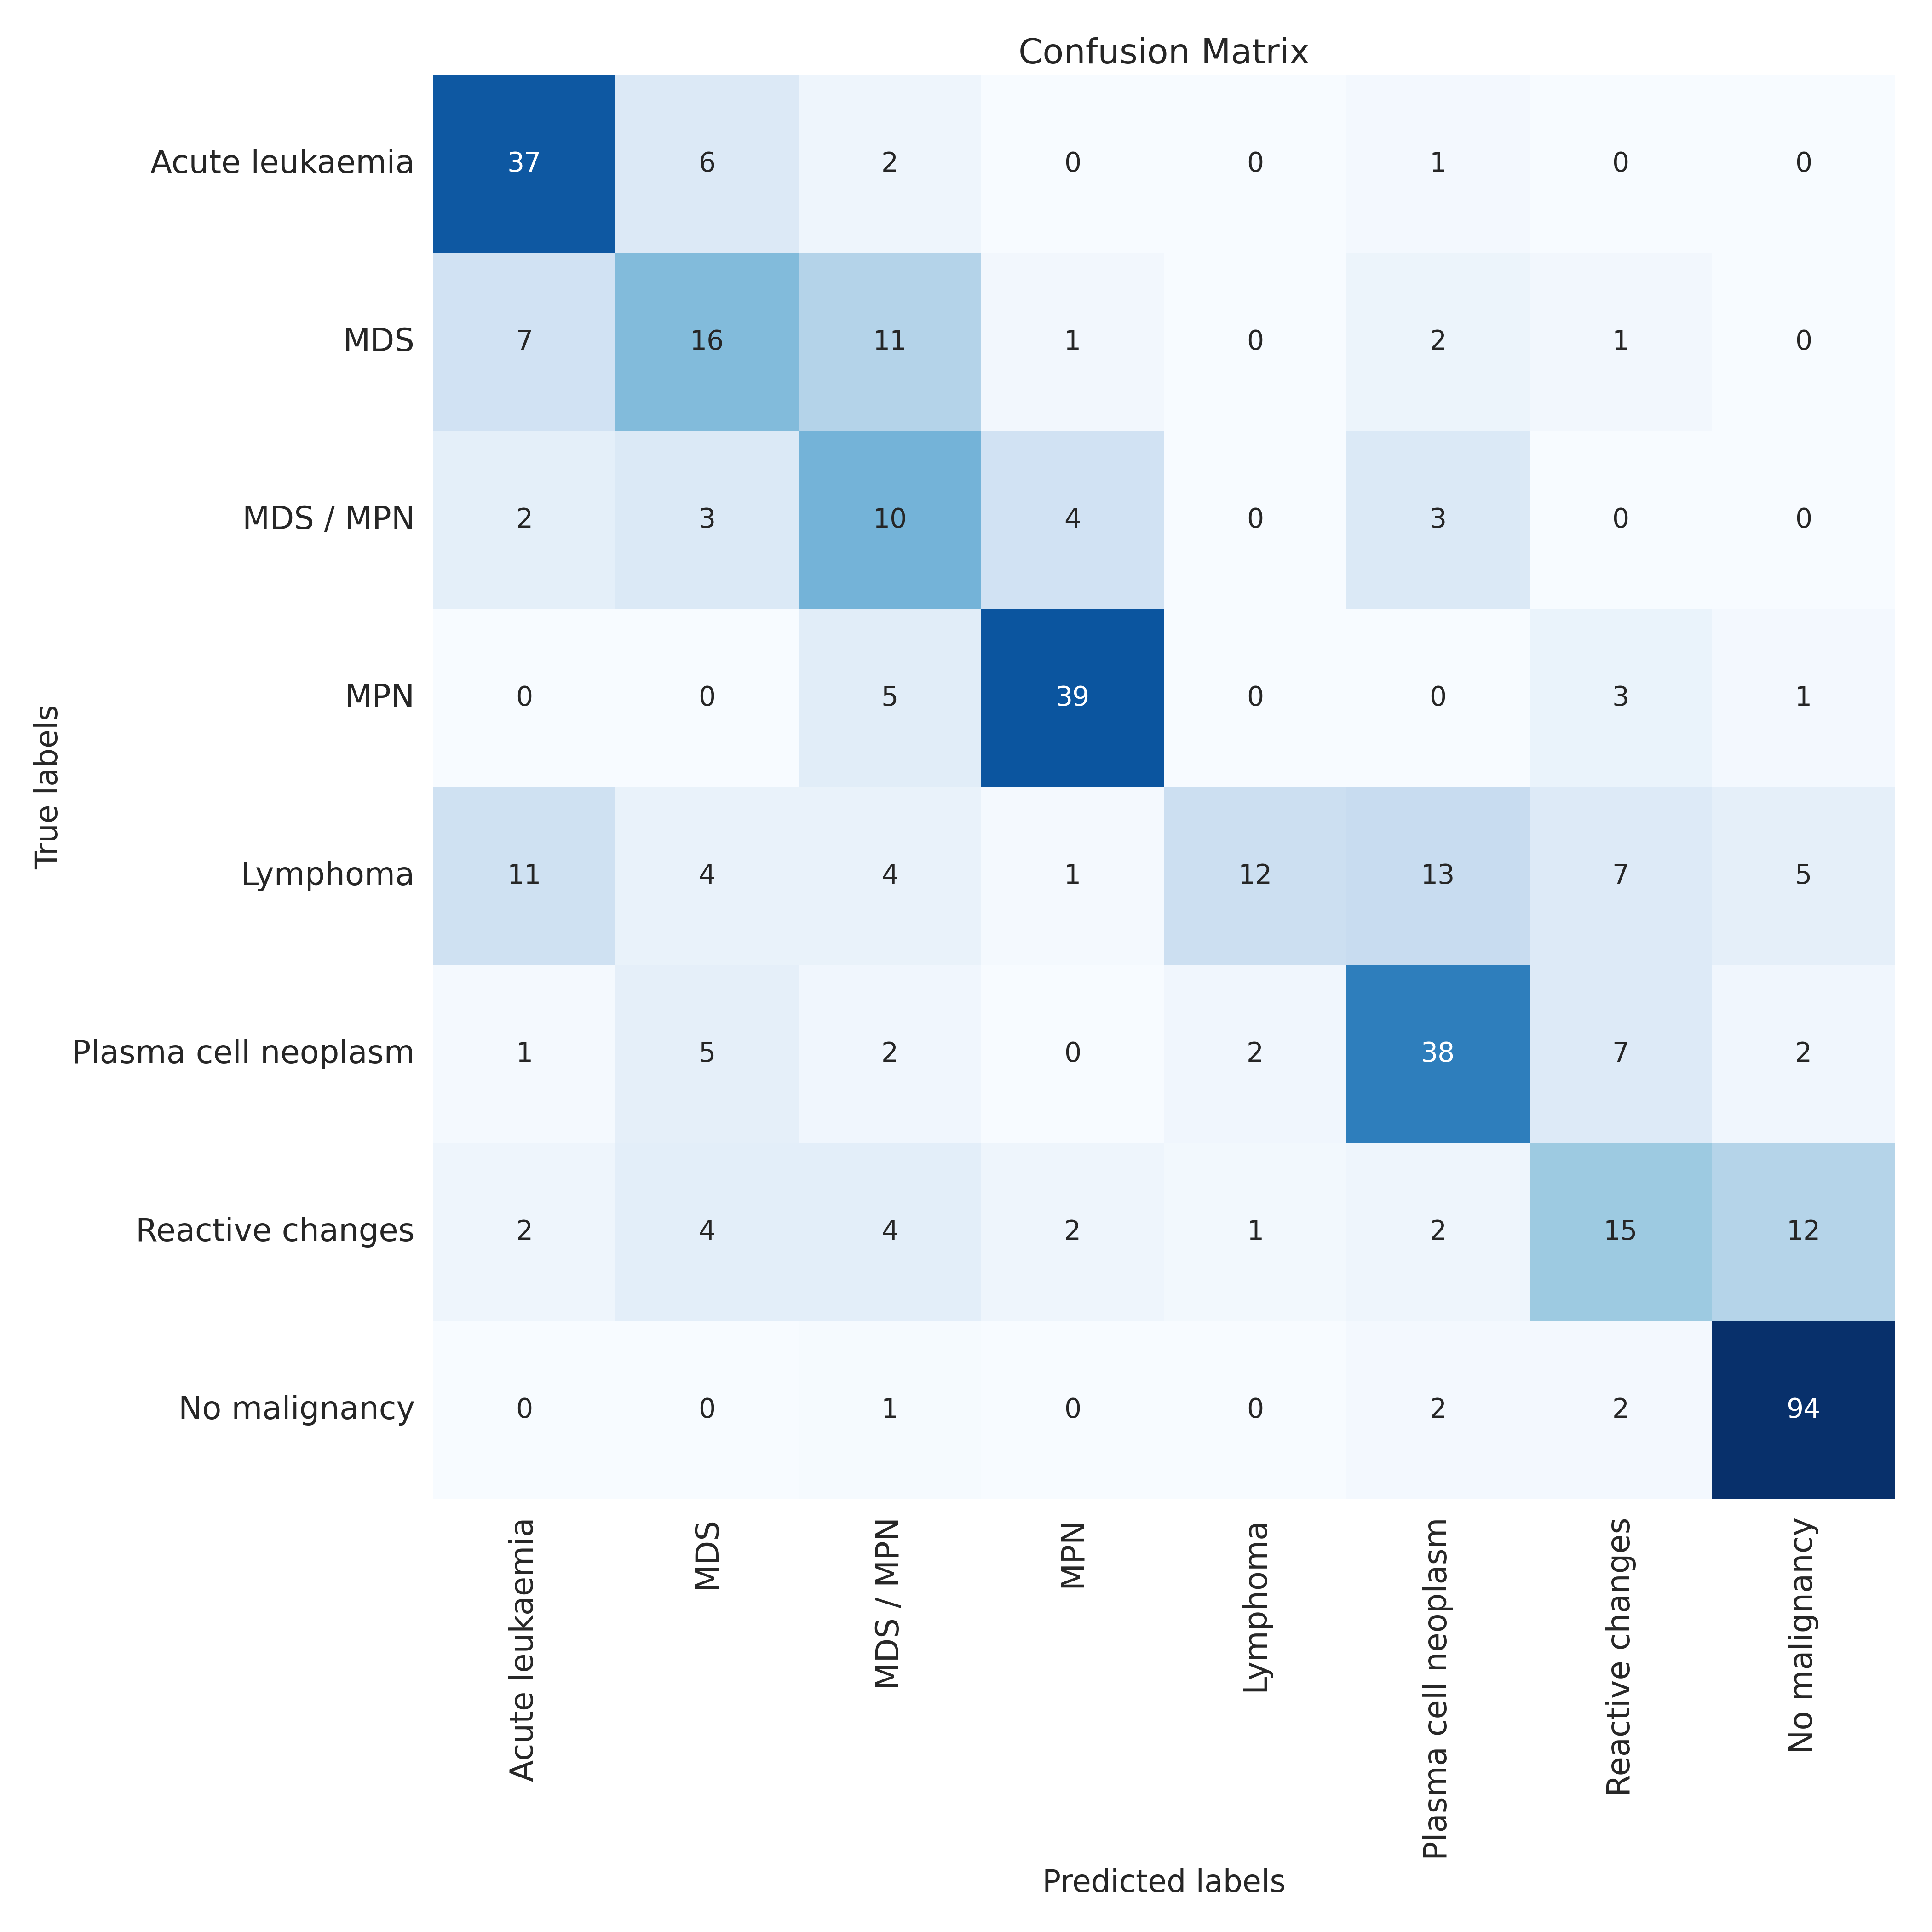 Confusion Matrix
Acute leukaemia 37 6 2 0 0 1 0 0
MDS 7 16 11 1 0 2 1 0
MDS / MPN 2 3 10 4 0 3 0 0
MPN 0 0 5 39 0 0 3 1
Lymphoma 11 4 4 1 12 13 7 5
Plasma cell neoplasm 1 5 2 0 2 38 7 2
Reactive changes 2 4 4 2 1 2 15 12
No malignancy 0 0 1 0 0 2 2 94
True labels
Acute leukaemia
MDS
MDS / MPN
MPN
Lymphoma
Plasma cell neoplasm
Reactive changes
No malignancy
Predicted labels